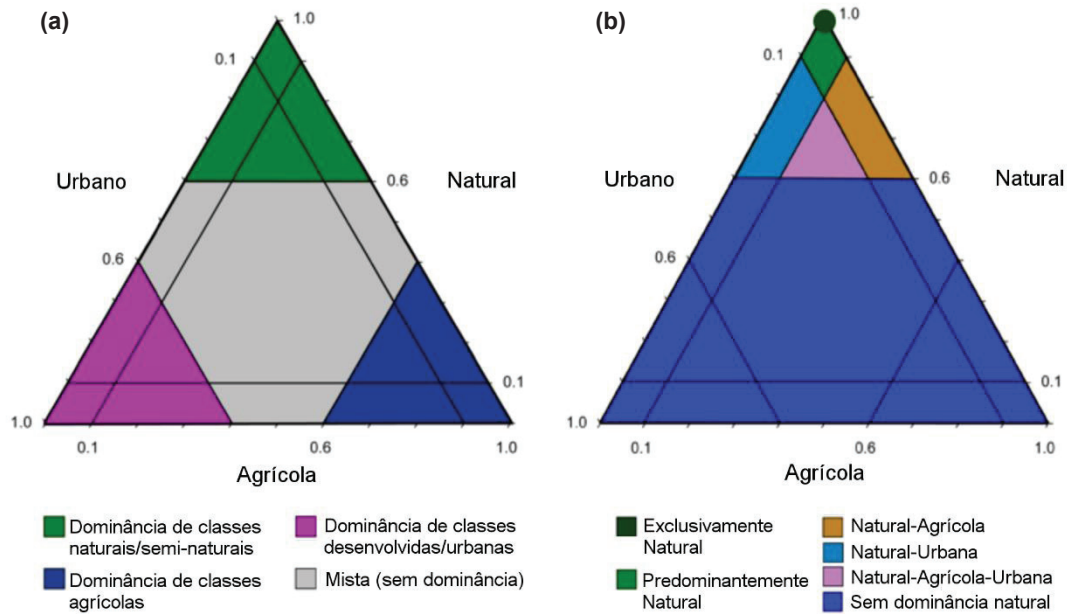 (a)
1.0
0.1
Urbano
Natural
0.6
0.6
0.1
1.0
0.1
0.6
1.0
Agrícola
Dominância de classes
naturais/semi-naturais
Dominância de classes
agrícolas
Dominância de classes
desenvolvidas/urbanas
Mista (sem dominância)
(b)
1.0
0.1
Urbano
Natural
0.6
0.6
0.1
1.0
0.1
0.6
1.0
Agrícola
Exclusivamente
Natural
Predominantemente
Natural
Natural-Agrícola
Natural-Urbana
Natural-Agrícola-Urbana
Sem dominância natural